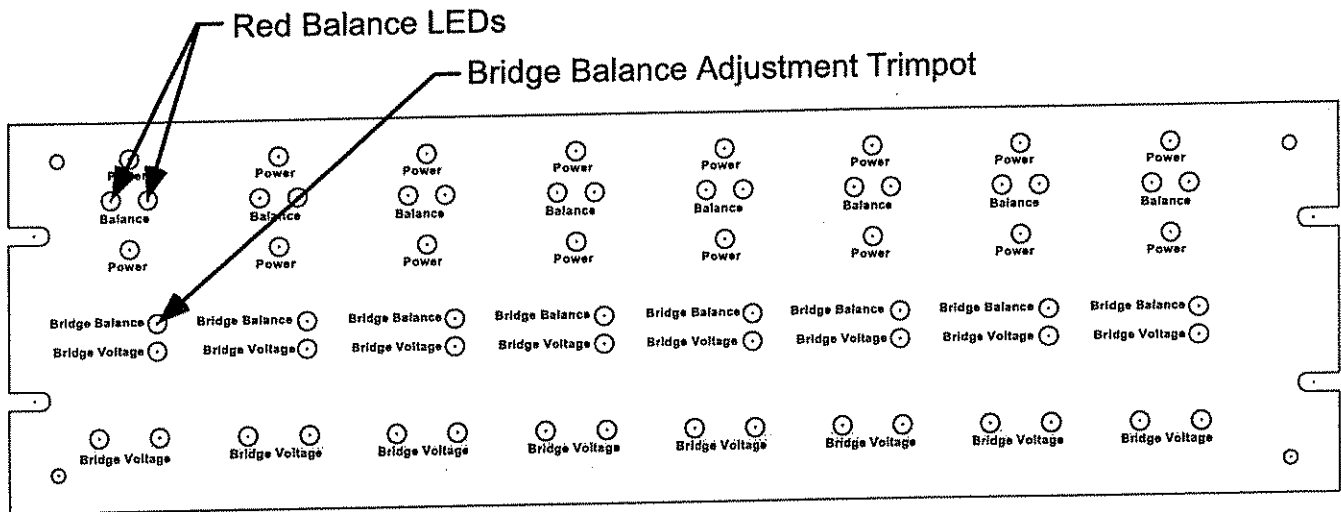 Red Balance LEDs
Bridge Balance Adjustment Trimpot
Power Power Power Power Power Power Power Power
Balance Balance Balance Balance Balance Balance Balance Balance
Power Power Power Power Power Power Power Power
Bridge Balance Bridge Balance Bridge Balance Bridge Balance Bridge Balance Bridge Balance Bridge Balance Bridge Balance
Bridge Voltage Bridge Voltage Bridge Voltage Bridge Voltage Bridge Voltage Bridge Voltage Bridge Voltage Bridge Voltage
Bridge Voltage Bridge Voltage Bridge Voltage Bridge Voltage Bridge Voltage Bridge Voltage Bridge Voltage Bridge Voltage